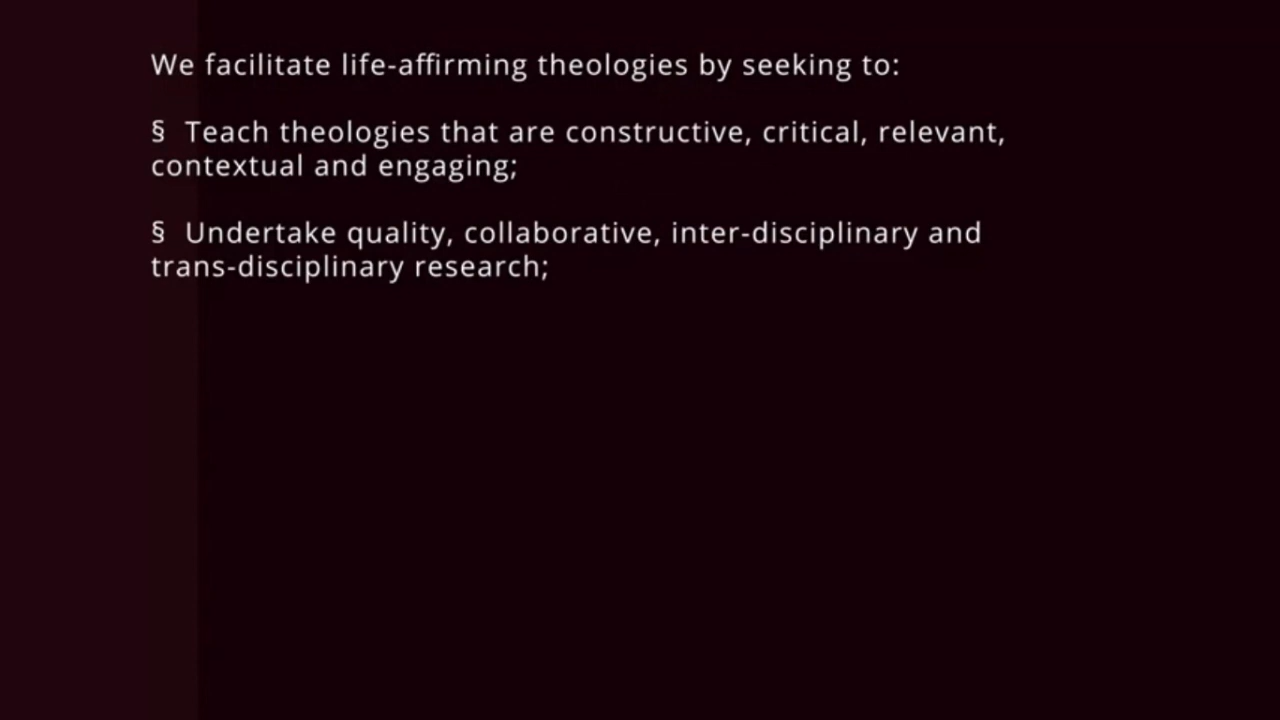 We facilitate life-affirming theologies by seeking to:
§ Teach theologies that are constructive, critical, relevant,
contextual and engaging;
§ Undertake quality, collaborative, inter-disciplinary and
trans-disciplinary research;